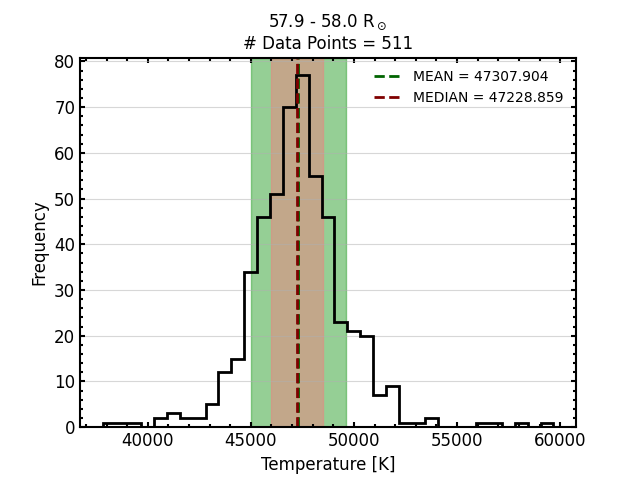 57.9 - 58.0 R⊙
# Data Points = 511
MEAN = 47307.904
MEDIAN = 47228.859
80
70
60
50
40
30
20
10
0
Frequency
40000 45000 50000 55000 60000
Temperature [K]